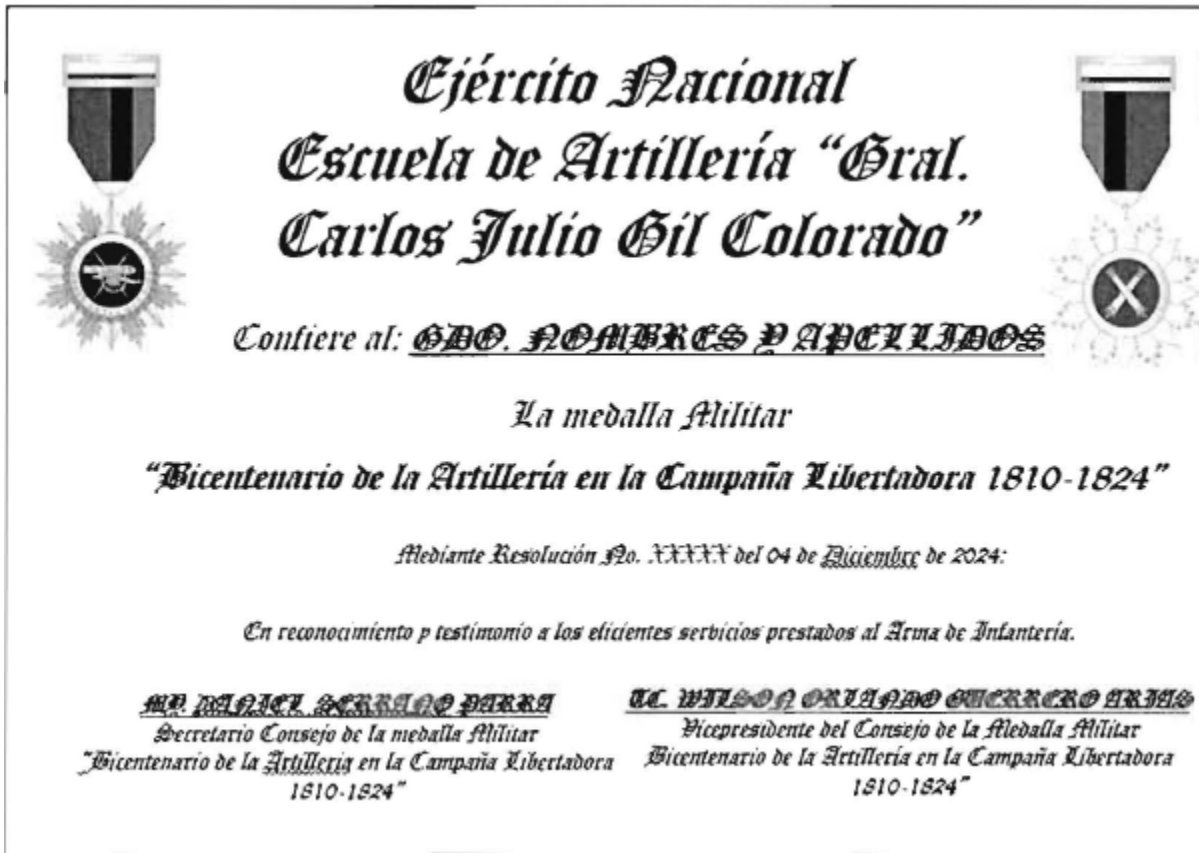 Ejército Nacional
Escuela de Artillería “Gral.
Carlos Julio Gil Colorado”
Confiere al: GDO. NOMBRES Y APELLIDOS
La medalla Militar
“Bicentenario de la Artillería en la Campaña Libertadora 1810-1824”
Mediante Resolución No. XXXXX del 04 de Diciembre de 2024:
En reconocimiento y testimonio a los eficientes servicios prestados al Arma de Infantería.
MY. DANIEL SERRANO PARRA
Secretario Consejo de la medalla Militar
“Bicentenario de la Artilleria en la Campaña Libertadora
1810-1824”
TC. WILSON ORLANDO GUERRERO ARIAS
Vicepresidente del Consejo de la Medalla Militar
Bicentenario de la Artillería en la Campaña Libertadora
1810-1824”